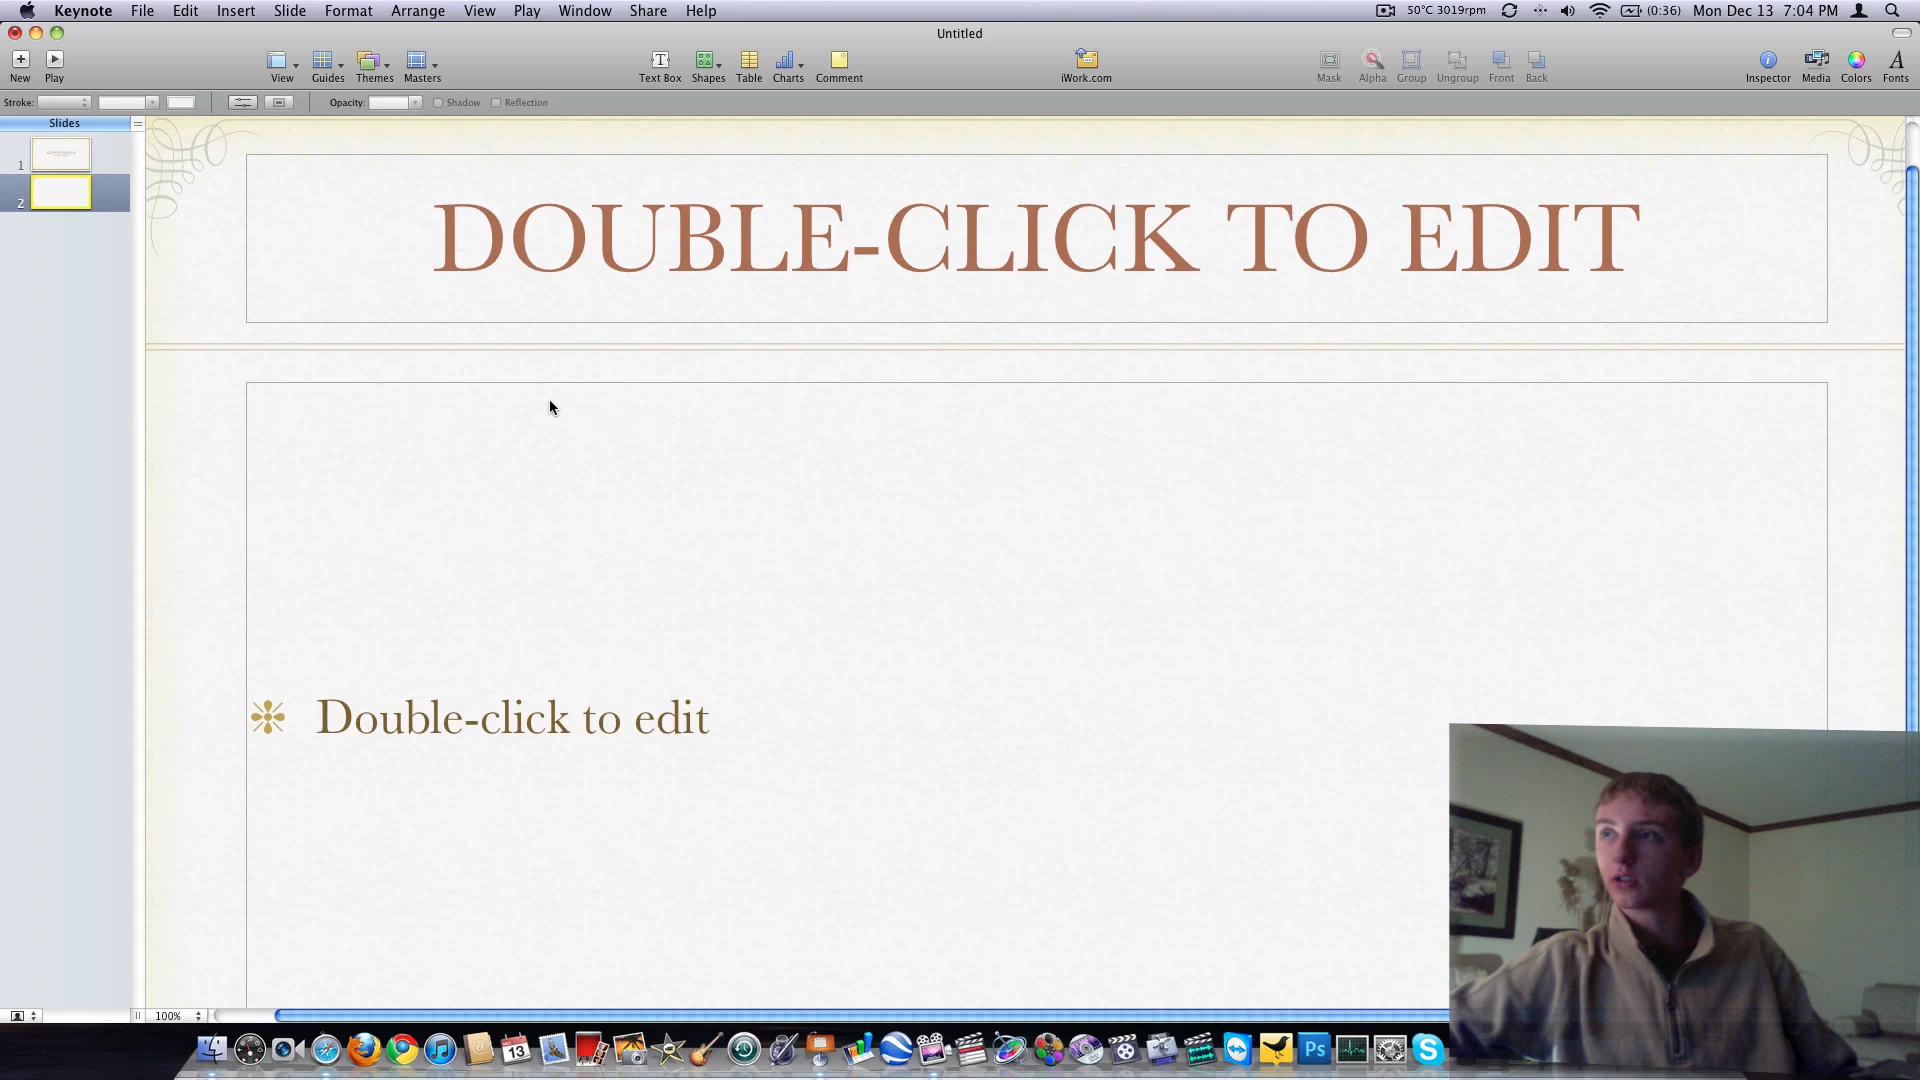 Keynote File Edit Insert Slide Format Arrange View Play Window Share Help 50°C 3019rpm (0:36) Mon Dec 13 7:04 PM
Untitled
New Play View Guides Themes Masters Text Box Shapes Table Charts Comment iWork.com Mask Alpha Group Ungroup Front Back Inspector Media Colors Fonts
Stroke: Opacity: Shadow Reflection
Slides
1
2
DOUBLE-CLICK TO EDIT
Double-click to edit
100%
13
Ps